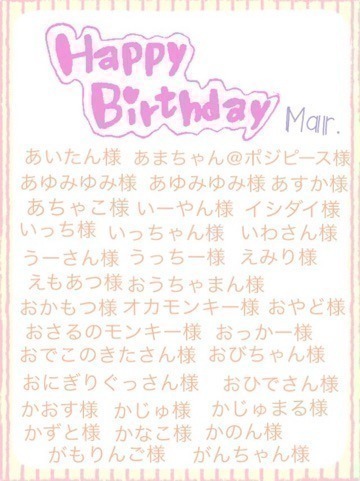 Happy
Birthday Mar.
あいたん様 あまちゃん@ポジピース様
あゆみゆみ様 あゆみゆみ様 あすか様
あちゃこ様 いーやん様 イシダイ様
いっち様 いっちゃん様 いわさん様
うーさん様 うっちー様 えみり様
えもあつ様 おうちゃまん様
おかもつ様 オカモンキー様 おやど様
おさるのモンキー様 おっかー様
おでこのきたさん様 おびちゃん様
おにぎりぐっさん様 おひでさん様
かおす様 かじゅ様 かじゅまる様
かずと様 かなこ様 かのん様
がもりんご様 がんちゃん様